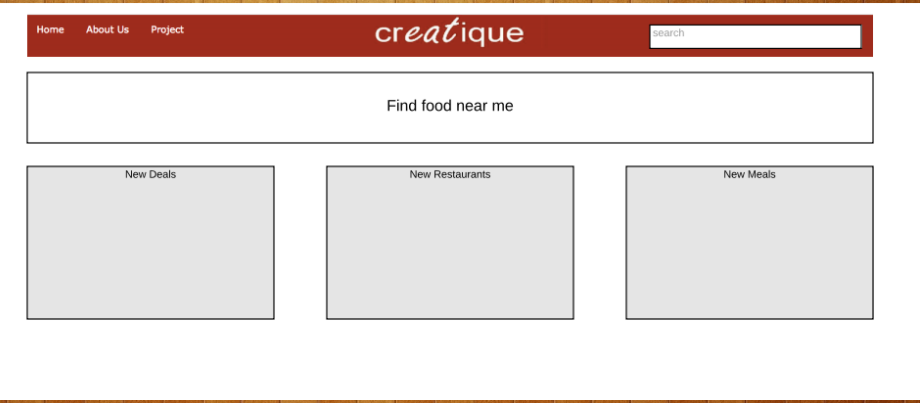 Home About Us Project creatique search
Find food near me
New Deals New Restaurants New Meals